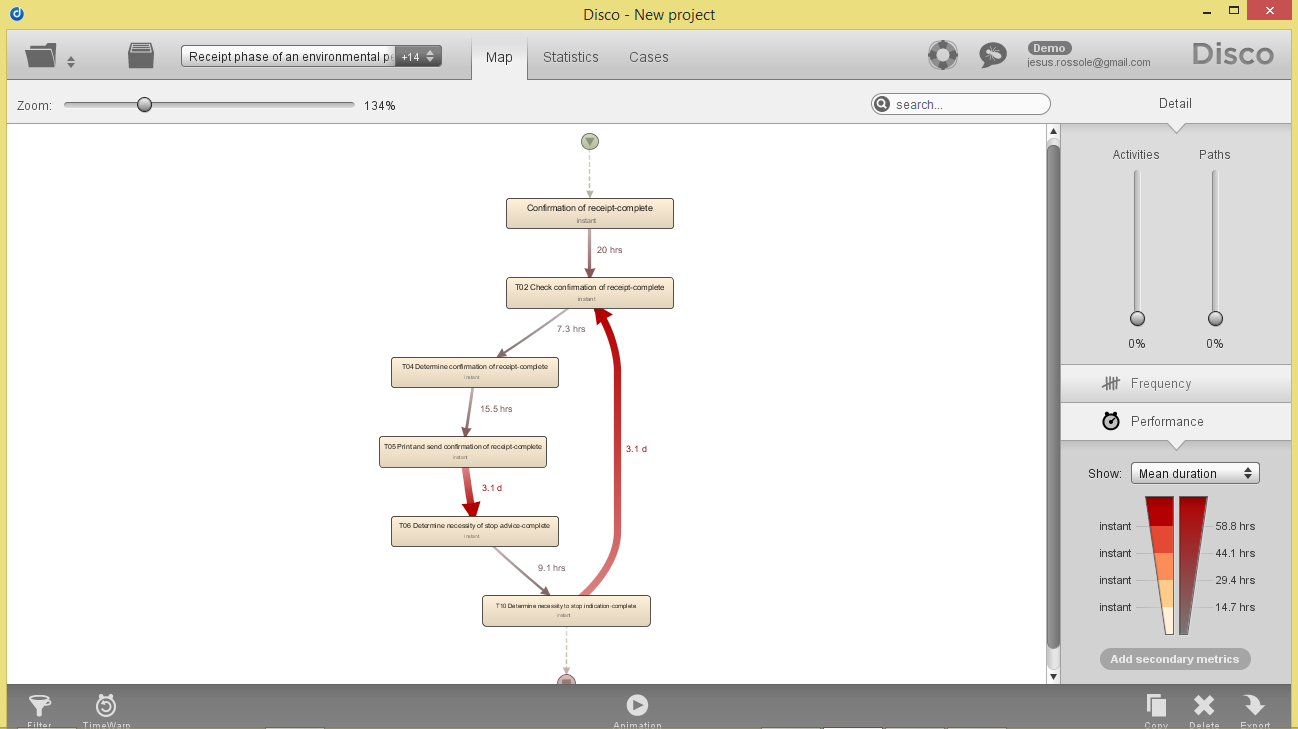 Disco - New project
Receipt phase of an environmental pe +14
Map
Statistics
Cases
Demo
jesus.rossole@gmail.com
Disco
Zoom:
134%
search...
Detail
Activities
Paths
0%
0%
Frequency
Performance
Show:
Mean duration
instant
58.8 hrs
instant
44.1 hrs
instant
29.4 hrs
instant
14.7 hrs
Add secondary metrics
Confirmation of receipt-complete
instant
20 hrs
T02 Check confirmation of receipt-complete
instant
7.3 hrs
T04 Determine confirmation of receipt-complete
instant
15.5 hrs
T05 Print and send confirmation of receipt-complete
instant
3.1 d
3.1 d
T06 Determine necessity of stop advice-complete
instant
9.1 hrs
T10 Determine necessity to stop indication-complete
instant
Filter
TimeWarp
Animation
Copy
Delete
Export